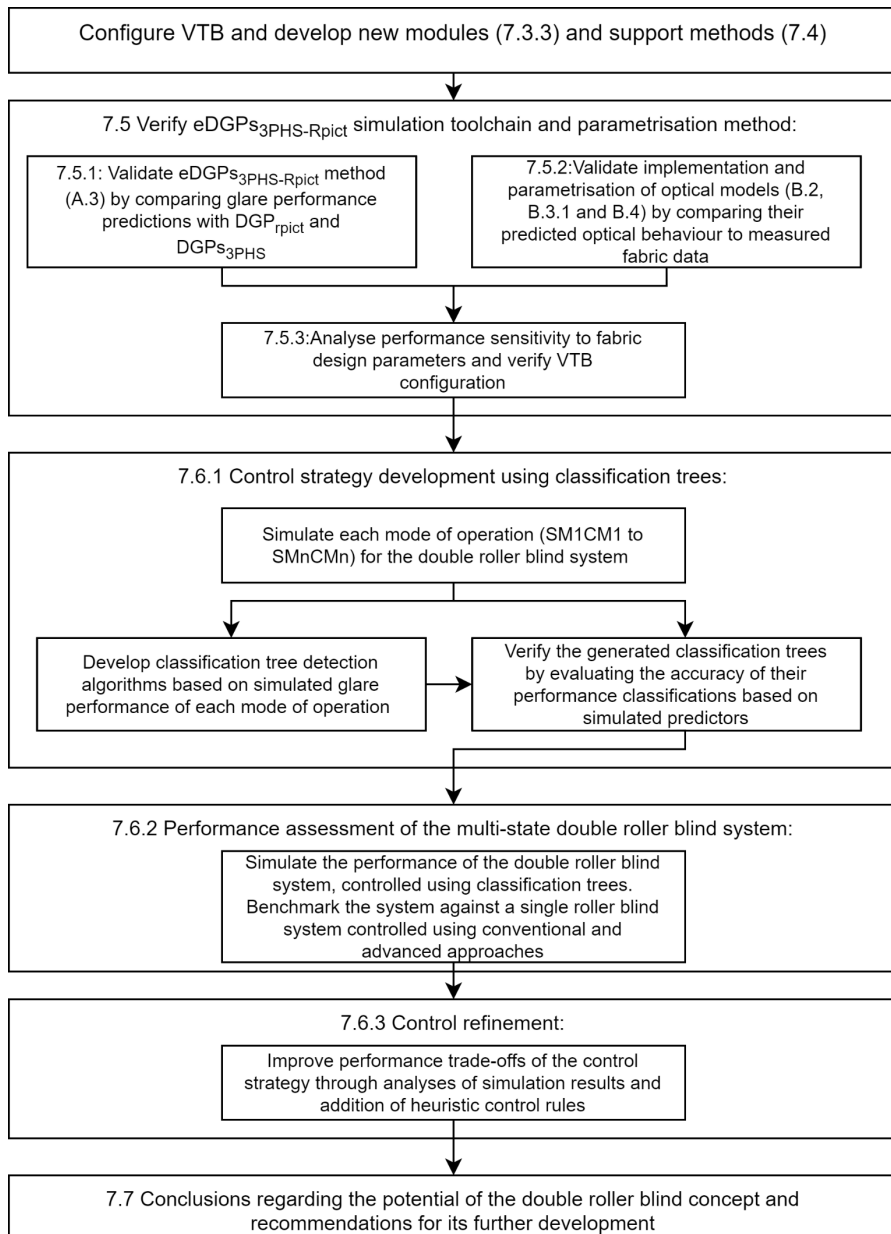 Configure VTB and develop new modules (7.3.3) and support methods (7.4)
7.5 Verify eDGPs3PHS-Rpict simulation toolchain and parametrisation method:
7.5.1: Validate eDGPs3PHS-Rpict method
(A.3) by comparing glare performance
predictions with DGPrpict and
DGPs3PHS
7.5.2:Validate implementation and
parametrisation of optical models (B.2,
B.3.1 and B.4) by comparing their
predicted optical behaviour to measured
fabric data
7.5.3:Analyse performance sensitivity to fabric
design parameters and verify VTB
configuration
7.6.1 Control strategy development using classification trees:
Simulate each mode of operation (SM1CM1 to
SMnCMn) for the double roller blind system
Develop classification tree detection
algorithms based on simulated glare
performance of each mode of operation
Verify the generated classification trees
by evaluating the accuracy of their
performance classifications based on
simulated predictors
7.6.2 Performance assessment of the multi-state double roller blind system:
Simulate the performance of the double roller blind
system, controlled using classification trees.
Benchmark the system against a single roller blind
system controlled using conventional and
advanced approaches
7.6.3 Control refinement:
Improve performance trade-offs of the control
strategy through analyses of simulation results and
addition of heuristic control rules
7.7 Conclusions regarding the potential of the double roller blind concept and
recommendations for its further development